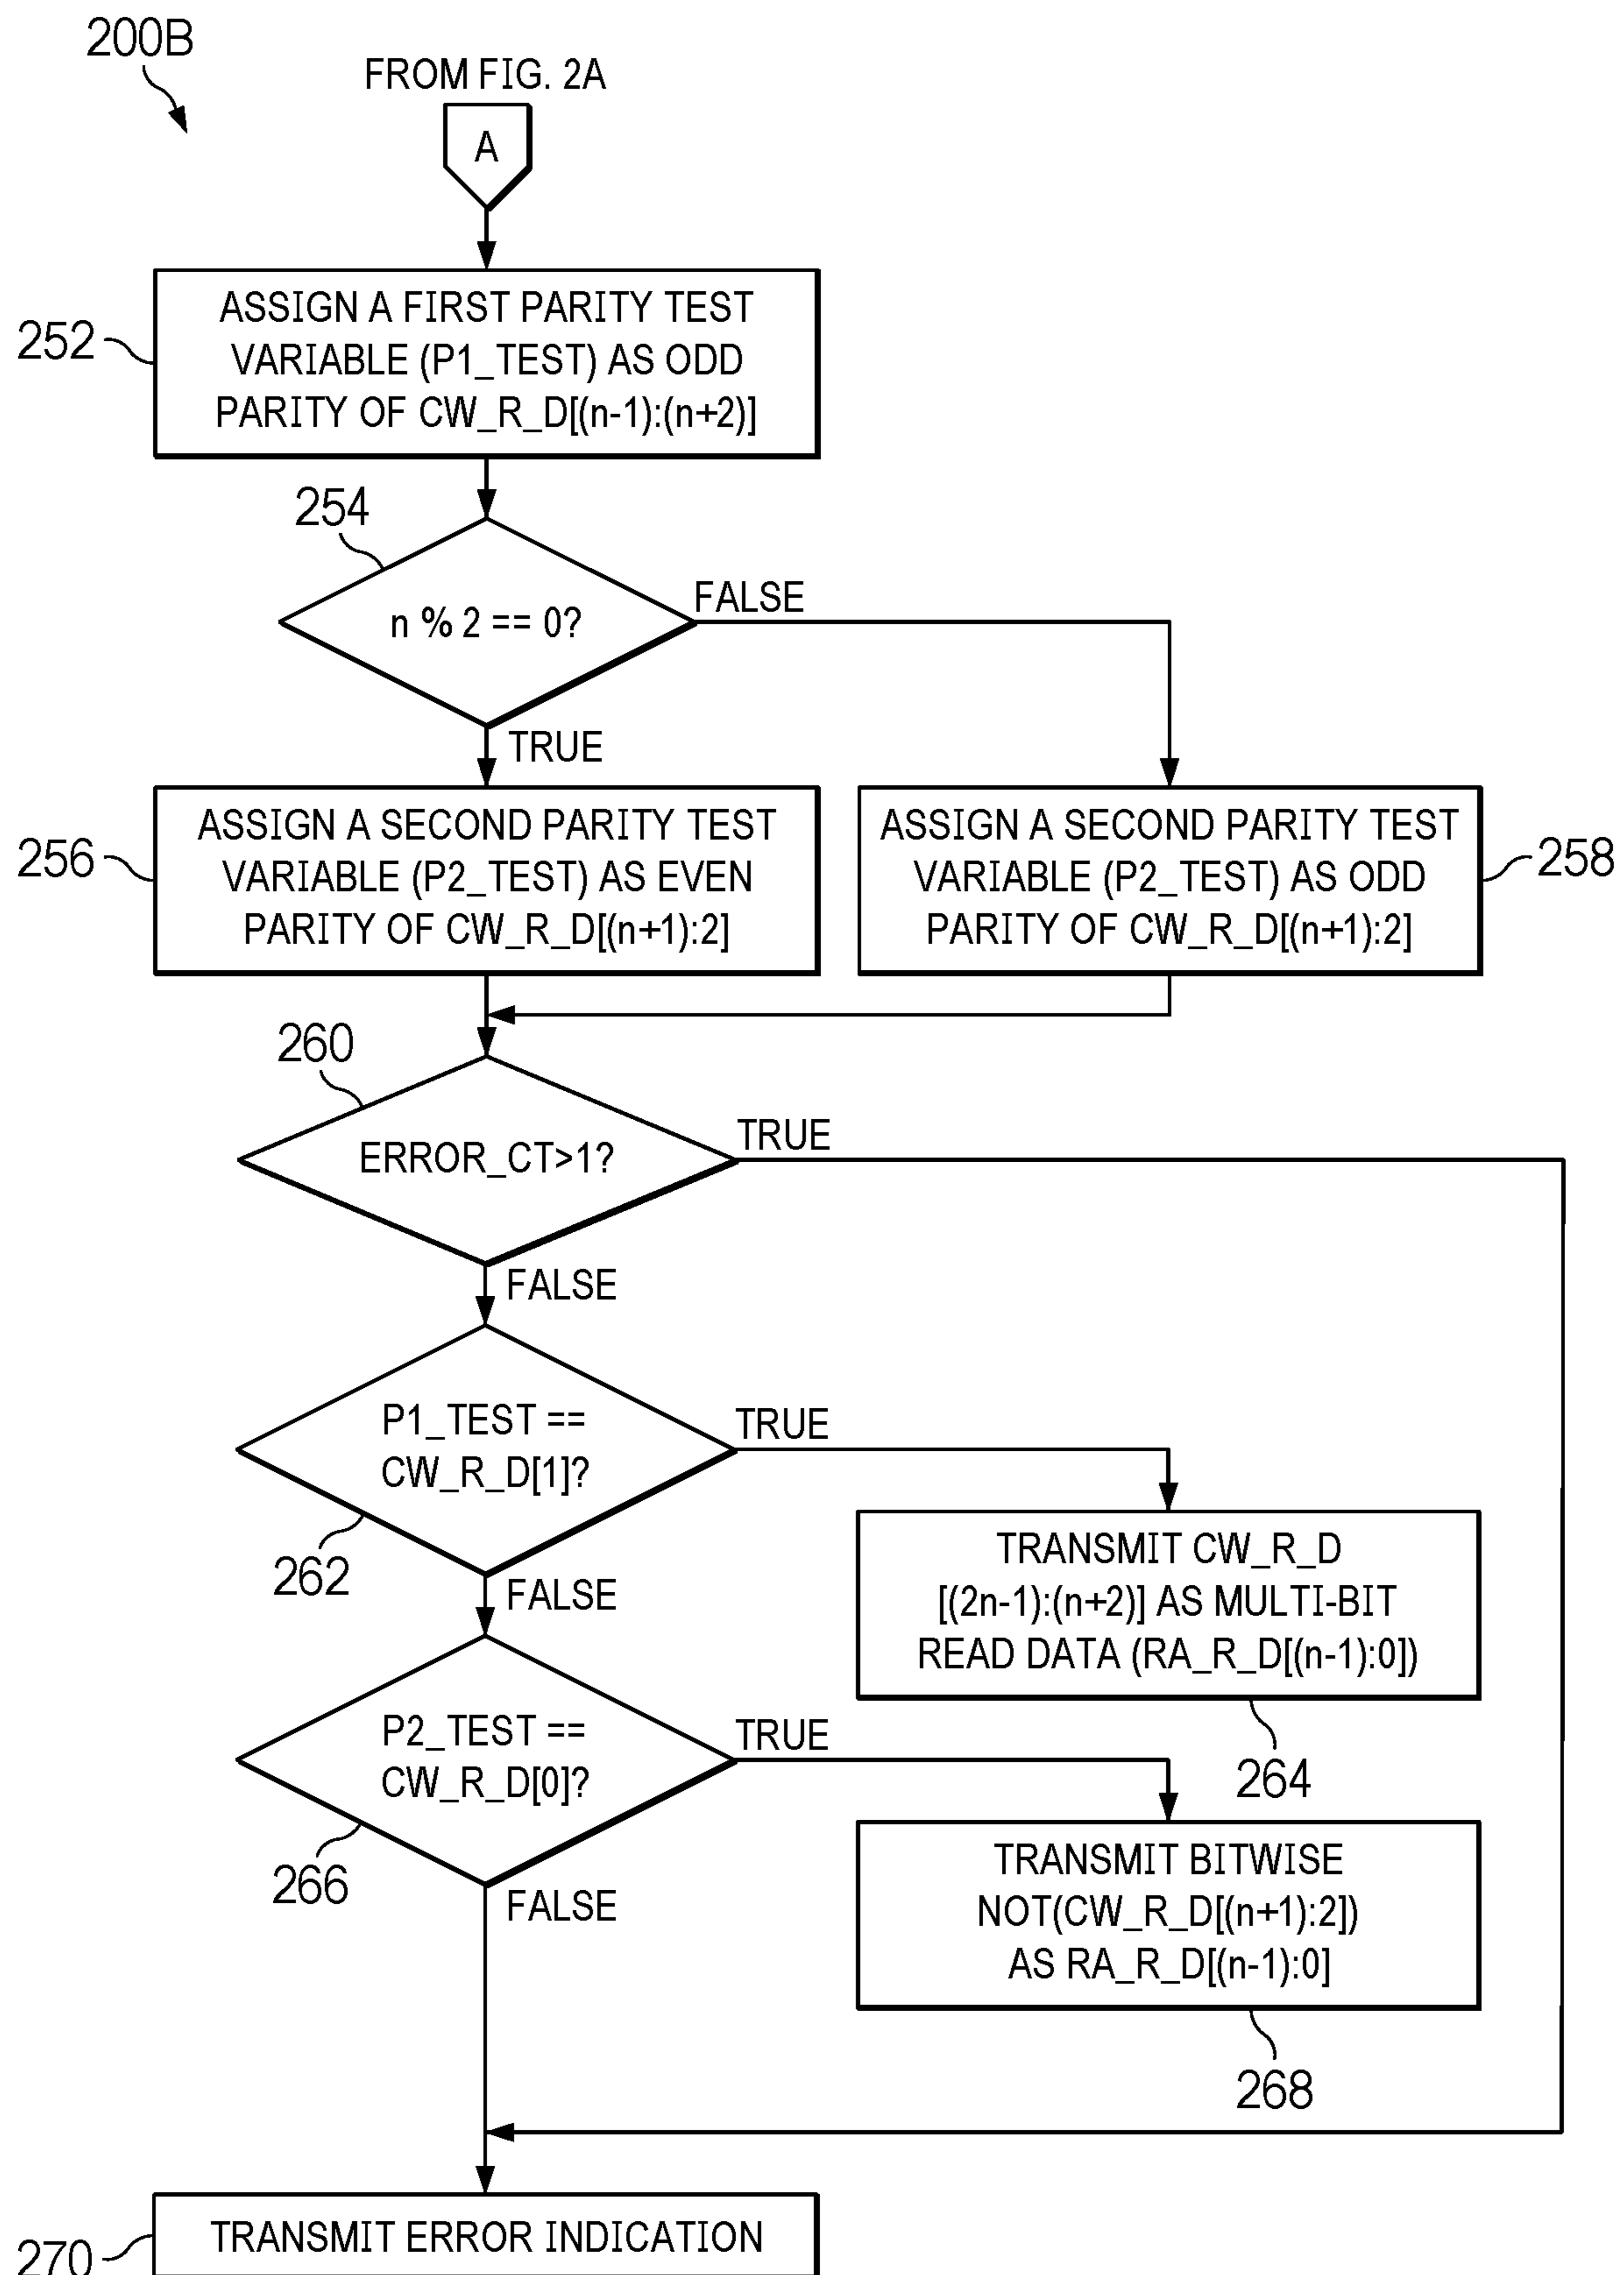 200B
FROM FIG. 2A
A
252
ASSIGN A FIRST PARITY TEST
VARIABLE (P1_TEST) AS ODD
PARITY OF CW_R_D[(n-1):(n+2)]
254
n % 2 == 0?
FALSE
TRUE
256
ASSIGN A SECOND PARITY TEST
VARIABLE (P2_TEST) AS EVEN
PARITY OF CW_R_D[(n+1):2]
ASSIGN A SECOND PARITY TEST
VARIABLE (P2_TEST) AS ODD
PARITY OF CW_R_D[(n+1):2]
258
260
ERROR_CT>1?
TRUE
FALSE
P1_TEST ==
CW_R_D[1]?
TRUE
262
FALSE
TRANSMIT CW_R_D
[(2n-1):(n+2)] AS MULTI-BIT
READ DATA (RA_R_D[(n-1):0])
264
P2_TEST ==
CW_R_D[0]?
TRUE
266
FALSE
TRANSMIT BITWISE
NOT(CW_R_D[(n+1):2])
AS RA_R_D[(n-1):0]
268
270
TRANSMIT ERROR INDICATION